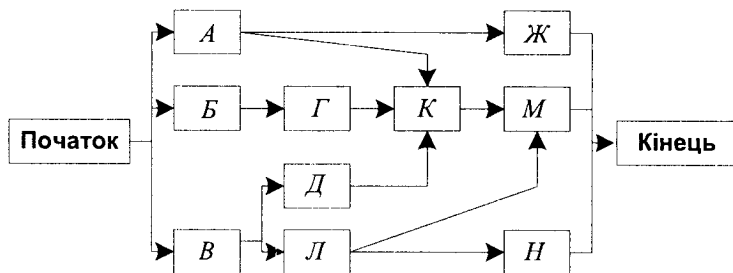 А Ж
Б Г К М
Початок Кінець
Д
В Л Н